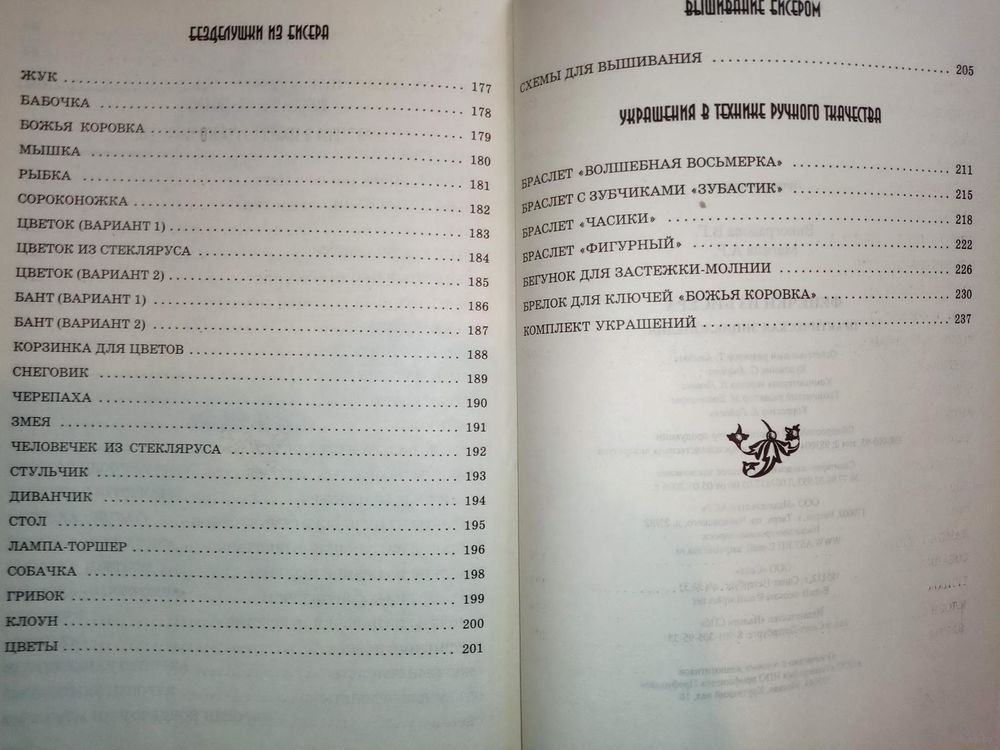 БЕЗДЕЛУШКИ ИЗ БИСЕРА
ЖУК 177
БАБОЧКА 178
БОЖЬЯ КОРОВКА 179
МЫШКА 180
РЫБКА 181
СОРОКОНОЖКА 182
ЦВЕТОК (ВАРИАНТ 1) 183
ЦВЕТОК ИЗ СТЕКЛЯРУСА 184
ЦВЕТОК (ВАРИАНТ 2) 185
БАНТ (ВАРИАНТ 1) 186
БАНТ (ВАРИАНТ 2) 187
КОРЗИНКА ДЛЯ ЦВЕТОВ 188
СНЕГОВИК 189
ЧЕРЕПАХА 190
ЗМЕЯ 191
ЧЕЛОВЕЧЕК ИЗ СТЕКЛЯРУСА 192
СТУЛЬЧИК 193
ДИВАНЧИК 194
СТОЛ 195
ЛАМПА-ТОРШЕР 196
СОБАЧКА 198
ГРИБОК 199
КЛОУН 200
ЦВЕТЫ 201
ВЫШИВАНИЕ БИСЕРОМ
СХЕМЫ ДЛЯ ВЫШИВАНИЯ 205
УКРАШЕНИЯ В ТЕХНИКЕ РУЧНОГО ТКАЧЕСТВА
БРАСЛЕТ «ВОЛШЕБНАЯ ВОСЬМЕРКА» 211
БРАСЛЕТ С ЗУБЧИКАМИ «ЗУБАСТИК» 215
БРАСЛЕТ «ЧАСИКИ» 218
БРАСЛЕТ «ФИГУРНЫЙ» 222
БЕГУНОК ДЛЯ ЗАСТЕЖКИ-МОЛНИИ 226
БРЕЛОК ДЛЯ КЛЮЧЕЙ «БОЖЬЯ КОРОВКА» 230
КОМПЛЕКТ УКРАШЕНИЙ 237